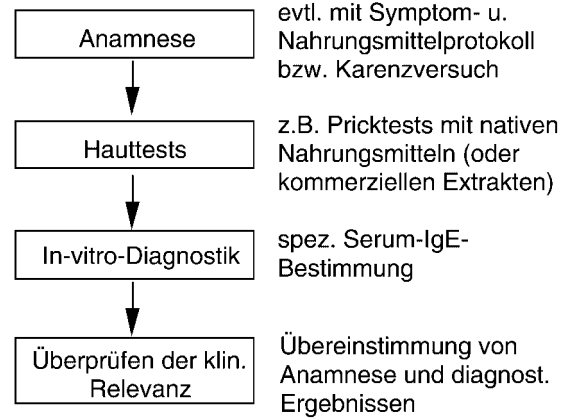 Anamnese
evtl. mit Symptom- u.
Nahrungsmittelprotokoll
bzw. Karenzversuch
Hauttests
z.B. Pricktests mit nativen
Nahrungsmitteln (oder
kommerziellen Extrakten)
In-vitro-Diagnostik
spez. Serum-IgE-
Bestimmung
Überprüfen der klin.
Relevanz
Übereinstimmung von
Anamnese und diagnost.
Ergebnissen